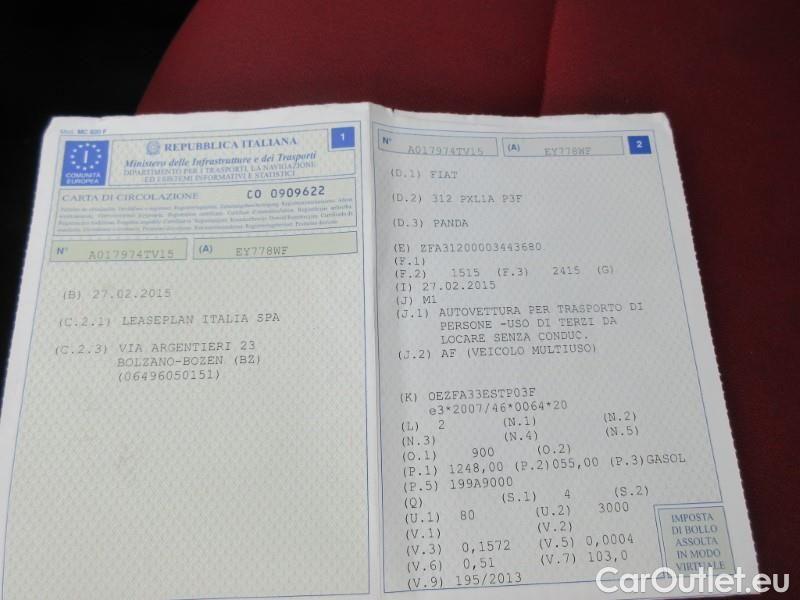 Mod. MC 820 F
I
COMUNITÀ
EUROPEA
REPUBBLICA ITALIANA
1
Ministero delle Infrastrutture e dei Trasporti
DIPARTIMENTO PER I TRASPORTI, LA NAVIGAZIONE
ED I SISTEMI INFORMATIVI E STATISTICI
CARTA DI CIRCOLAZIONE CO 0909622
N° A017974TV15 (A) EY778WF
(B) 27.02.2015
(C.2.1) LEASEPLAN ITALIA SPA
(C.2.3) VIA ARGENTIERI 23
BOLZANO-BOZEN (BZ)
(06496050151)
N° A017974TV15 (A) EY778WF 2
(D.1) FIAT
(D.2) 312 PXL1A P3F
(D.3) PANDA
(E) ZFA31200003443680
(F.1)
(F.2) 1515 (F.3) 2415 (G)
(I) 27.02.2015
(J) M1
(J.1) AUTOVETTURA PER TRASPORTO DI
PERSONE -USO DI TERZI DA
LOCARE SENZA CONDUC.
(J.2) AF (VEICOLO MULTIUSO)
(K) OEZFA33ESTP03F
e3*2007/46*0064*20
(L) 2 (N.1) (N.2)
(N.3) (N.4) (N.5)
(O.1) 900 (O.2)
(P.1) 1248,00 (P.2)055,00 (P.3)GASOL
(P.5) 199A9000
(Q) (S.1) 4 (S.2)
(U.1) 80 (U.2) 3000
(V.1) (V.2)
(V.3) 0,1572 (V.5) 0,0004
(V.6) 0,51 (V.7) 103,0
(V.9) 195/2013
IMPOSTA
DI BOLLO
ASSOLTA
IN MODO
VIRTUALE
CarOutlet.eu